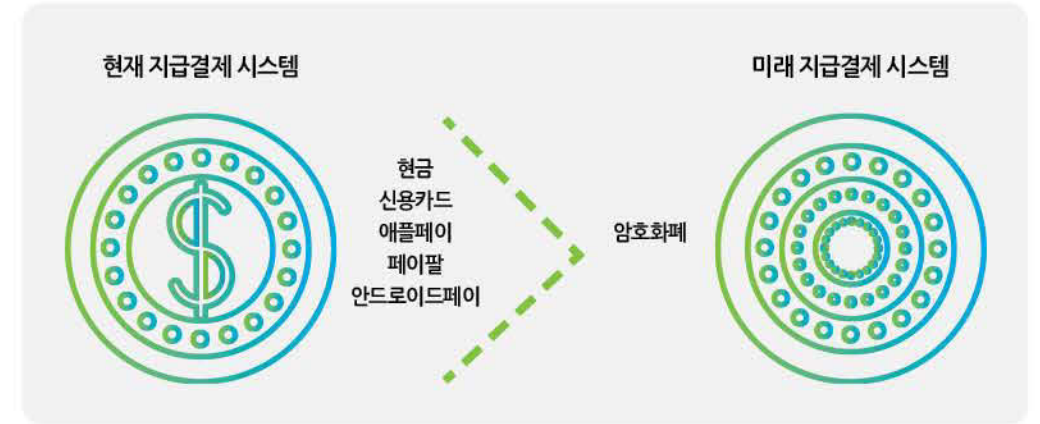 현재 지급결제 시스템
현금
신용카드
애플페이
페이팔
안드로이드페이
미래 지급결제 시스템
암호화폐